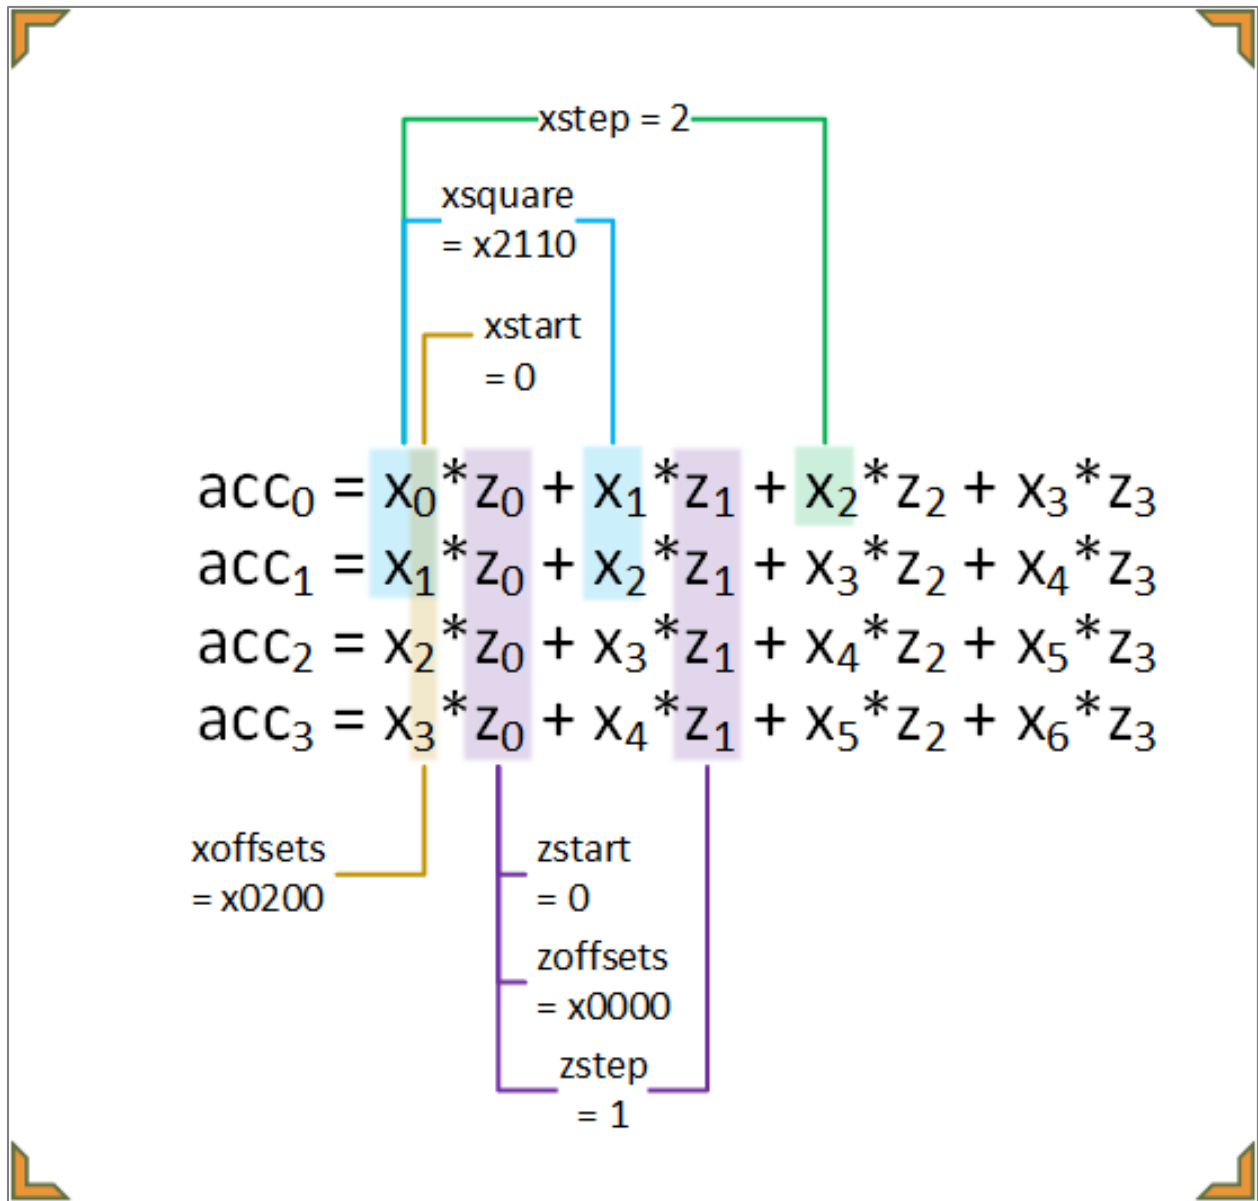 xstep = 2
xsquare
= x2110
xstart
= 0
acc₀ = x₀*z₀ + x₁*z₁ + x₂*z₂ + x₃*z₃
acc₁ = x₁*z₀ + x₂*z₁ + x₃*z₂ + x₄*z₃
acc₂ = x₂*z₀ + x₃*z₁ + x₄*z₂ + x₅*z₃
acc₃ = x₃*z₀ + x₄*z₁ + x₅*z₂ + x₆*z₃
xoffsets
= x0200
zstart
= 0
zoffsets
= x0000
zstep
= 1